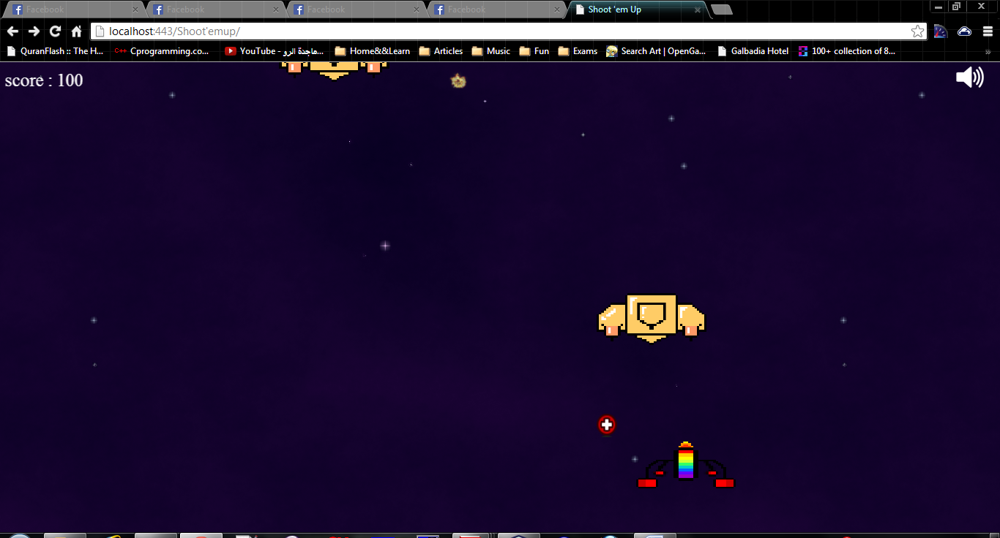 Facebook Facebook Facebook Facebook Shoot 'em Up
localhost:443/Shoot'emup/
QuranFlash :: The H... Cprogramming.co... YouTube - ماجدة الرو... Home&&Learn Articles Music Fun Exams Search Art | OpenGa... Galbadia Hotel 100+ collection of 8... »
score : 100